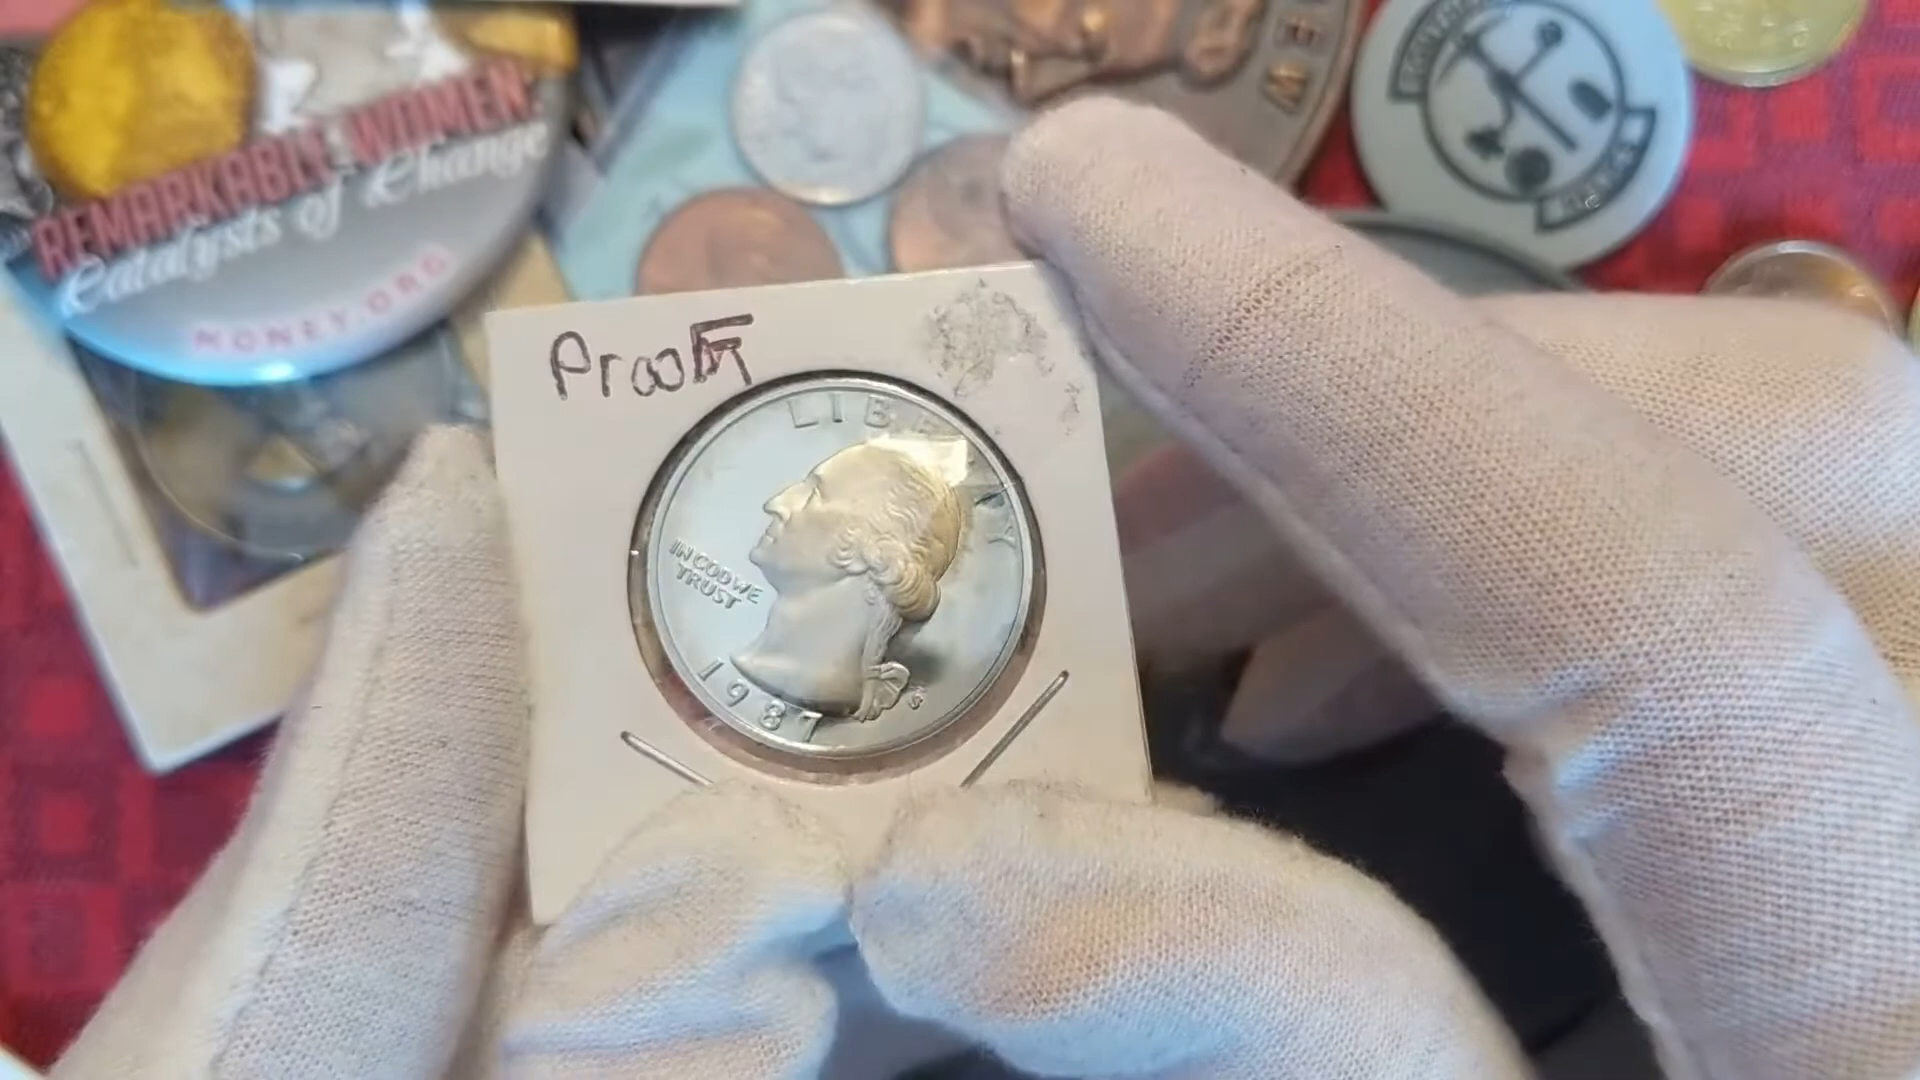 REMARKABLE WOMEN:
Catalysts of Change
MONEY.ORG
Proof
LIBERTY
IN GOD WE
TRUST
1987
S